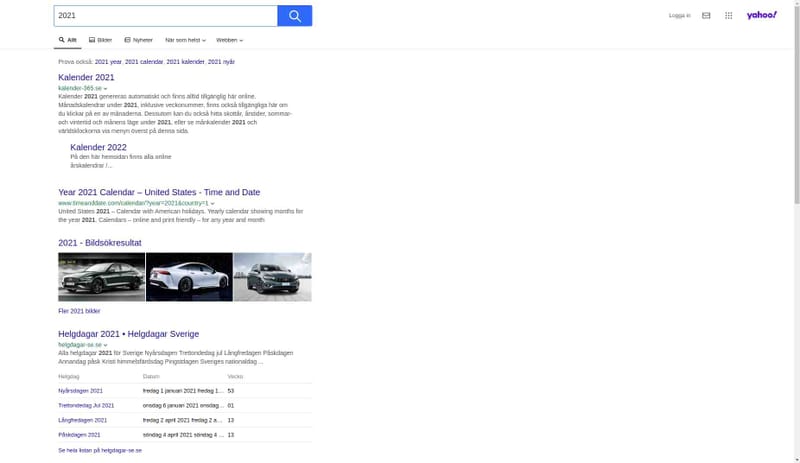 2021
Logga in
yahoo!
Allt
Bilder
Nyheter
När som helst
Webben
Prova också: 2021 year, 2021 calendar, 2021 kalender, 2021 nyår
Kalender 2021
kalender-365.se
Kalender 2021 genereras automatiskt och finns alltid tillgänglig här online.
Månadskalendrar under 2021, inklusive veckonummer, finns också tillgängliga här om
du klickar på en av månaderna. Dessutom kan du också hitta skottår, årstider, sommar-
och vintertid och månens läge under 2021, eller se månkalender 2021 och
världsklockorna via menyn överst på denna sida.
Kalender 2022
På den här hemsidan finns alla online
årskalendrar /...
Year 2021 Calendar – United States - Time and Date
www.timeanddate.com/calendar/?year=2021&country=1
United States 2021 – Calendar with American holidays. Yearly calendar showing months for
the year 2021. Calendars – online and print friendly – for any year and month
2021 - Bildsökresultat
Fler 2021 bilder
Helgdagar 2021 • Helgdagar Sverige
helgdagar-se.se
Alla helgdagar 2021 för Sverige Nyårsdagen Trettondedag jul Långfredagen Påskdagen
Annandag påsk Kristi himmelsfärdsdag Pingstdagen Sveriges nationaldag ...
Helgdag Datum Vecka
Nyårsdagen 2021 fredag 1 januari 2021 fredag 1... 53
Trettondedag Jul 2021 onsdag 6 januari 2021 onsdag... 01
Långfredagen 2021 fredag 2 april 2021 fredag 2 a... 13
Påskdagen 2021 söndag 4 april 2021 söndag 4 ... 13
Se hela listan på helgdagar-se.se